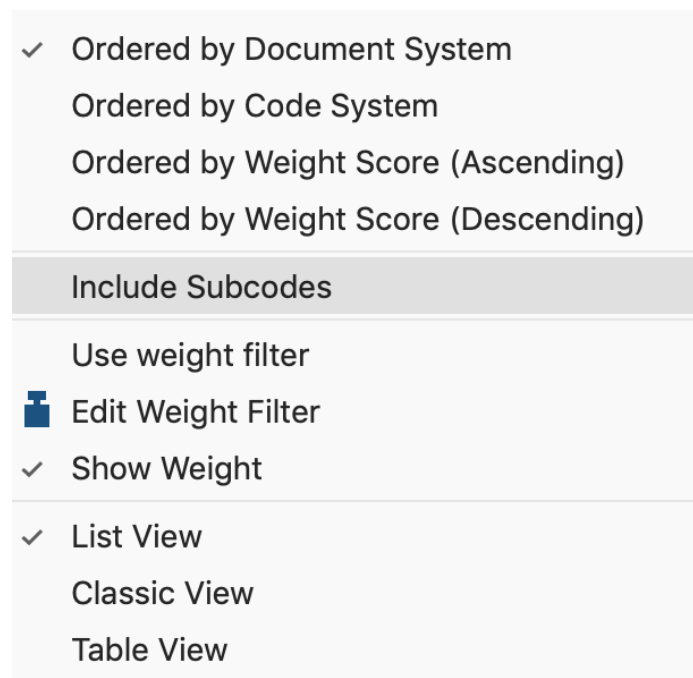 Ordered by Document System
Ordered by Code System
Ordered by Weight Score (Ascending)
Ordered by Weight Score (Descending)
Include Subcodes
Use weight filter
Edit Weight Filter
Show Weight
List View
Classic View
Table View